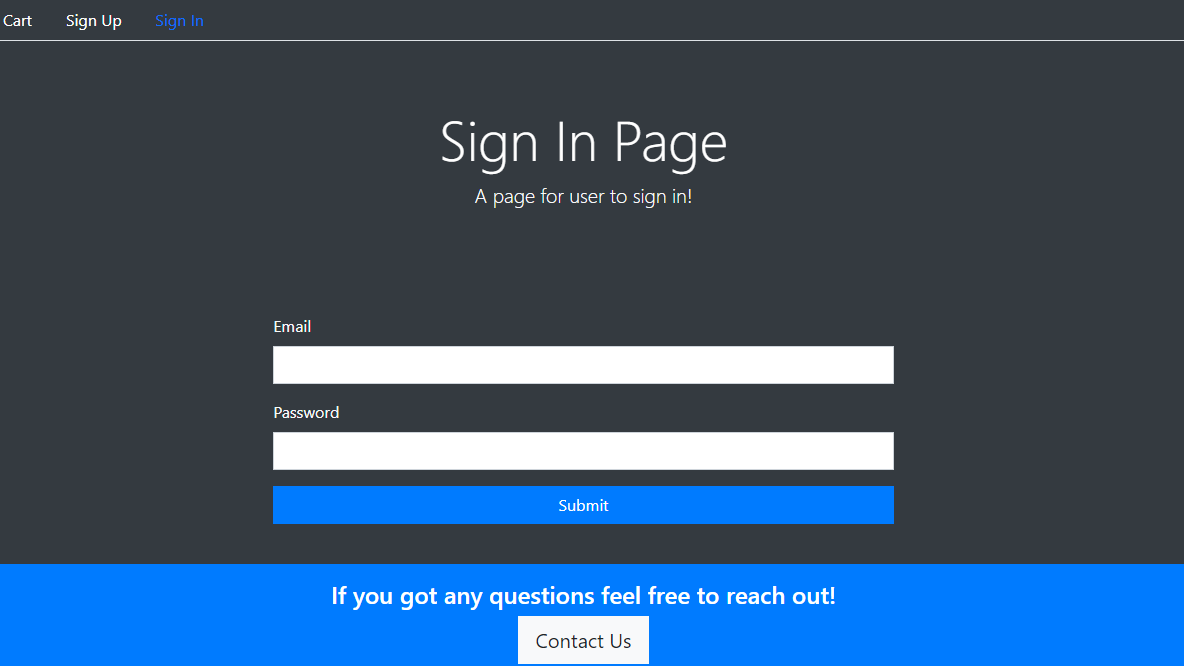 Cart Sign Up Sign In
Sign In Page
A page for user to sign in!
Email
Password
Submit
If you got any questions feel free to reach out!
Contact Us